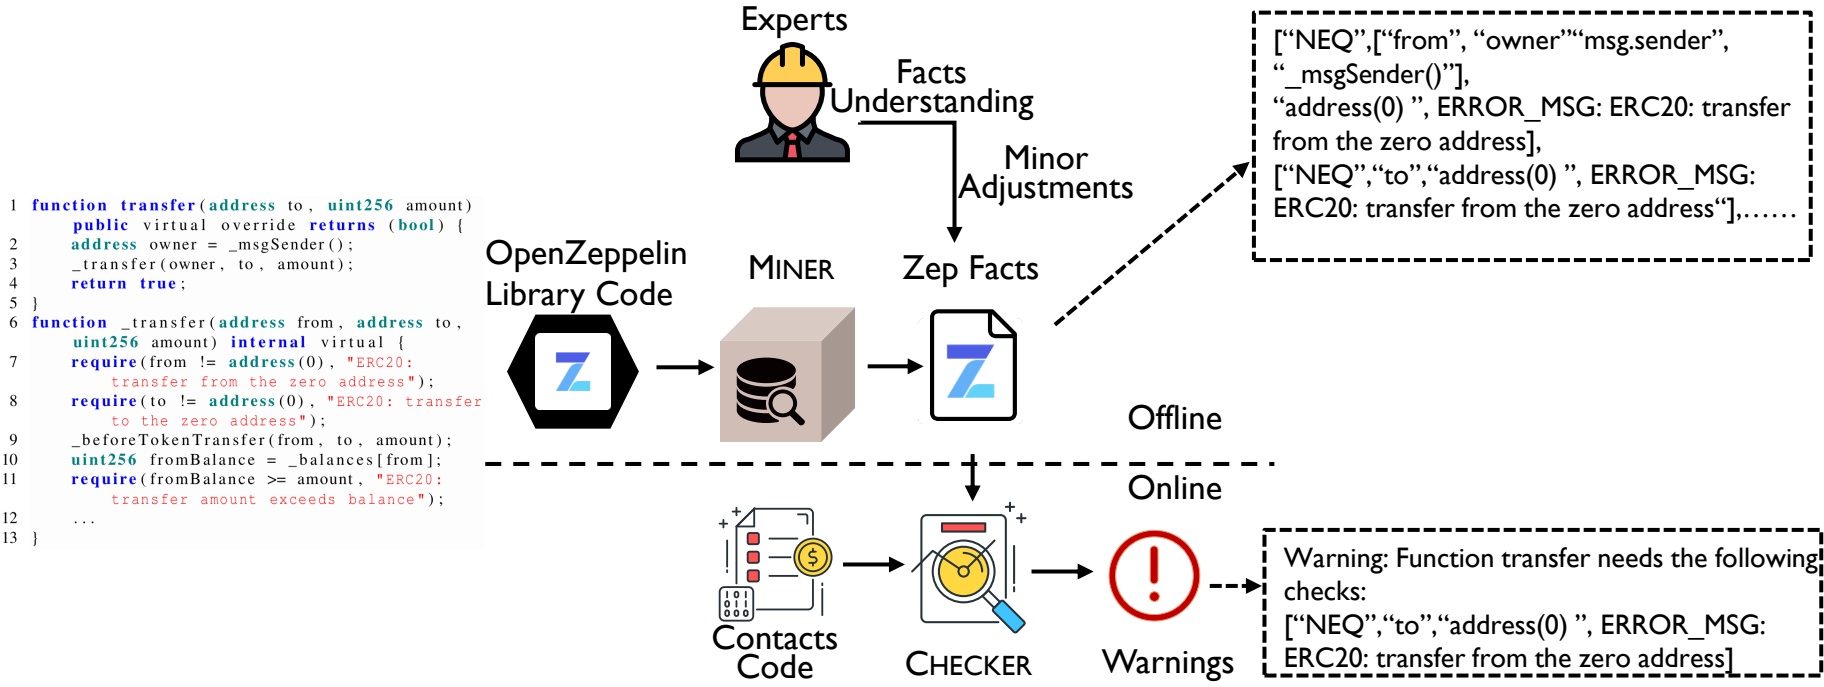 Experts
Facts
Understanding
Minor
Adjustments
["NEQ",["from", "owner""msg.sender",
"_msgSender()"],
"address(0) ", ERROR_MSG: ERC20: transfer
from the zero address],
["NEQ","to","address(0) ", ERROR_MSG:
ERC20: transfer from the zero address"],......
1 function transfer(address to, uint256 amount)
public virtual override returns (bool) {
2 address owner = _msgSender();
3 _transfer(owner, to, amount);
4 return true;
5 }
6 function _transfer(address from, address to,
uint256 amount) internal virtual {
7 require(from != address(0), "ERC20:
transfer from the zero address");
8 require(to != address(0), "ERC20: transfer
to the zero address");
9 _beforeTokenTransfer(from, to, amount);
10 uint256 fromBalance = _balances[from];
11 require(fromBalance >= amount, "ERC20:
transfer amount exceeds balance");
12 ...
13 }
OpenZeppelin
Library Code
MINER
Zep Facts
Offline
Online
Contacts
Code
CHECKER
Warnings
Warning: Function transfer needs the following
checks:
["NEQ","to","address(0) ", ERROR_MSG:
ERC20: transfer from the zero address]